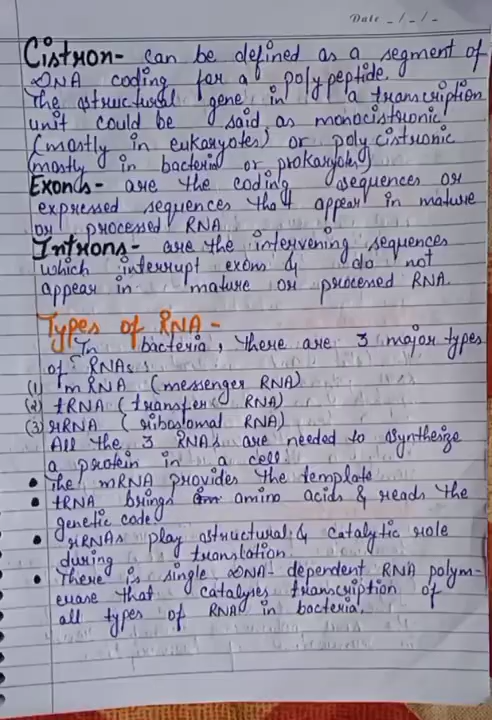 Date _/_/_
Cistron- can be defined as a segment of
DNA coding for a polypeptide.
The structural gene in a transcription
unit could be said as monocistronic
(mostly in eukaryotes) or polycistronic
(mostly in bacteria or prokaryotes)
Exons- are the coding sequences or
expressed sequences that appear in mature
or processed RNA.
Introns- are the intervening sequences
which interrupt exons & do not
appear in mature or processed RNA.
Types of RNA -
In bacteria, there are 3 major types
of RNAs:
(1) mRNA (messenger RNA)
(2) tRNA (transfer RNA)
(3) rRNA (ribosomal RNA)
All the 3 RNAs are needed to synthesize
a protein in a cell.
• The mRNA provides the template
• tRNA brings amino acids & reads the
genetic code
• rRNAs play structural & catalytic role
during translation.
• There is single DNA-dependent RNA polym-
erase that catalyses transcription of
all types of RNA in bacteria.